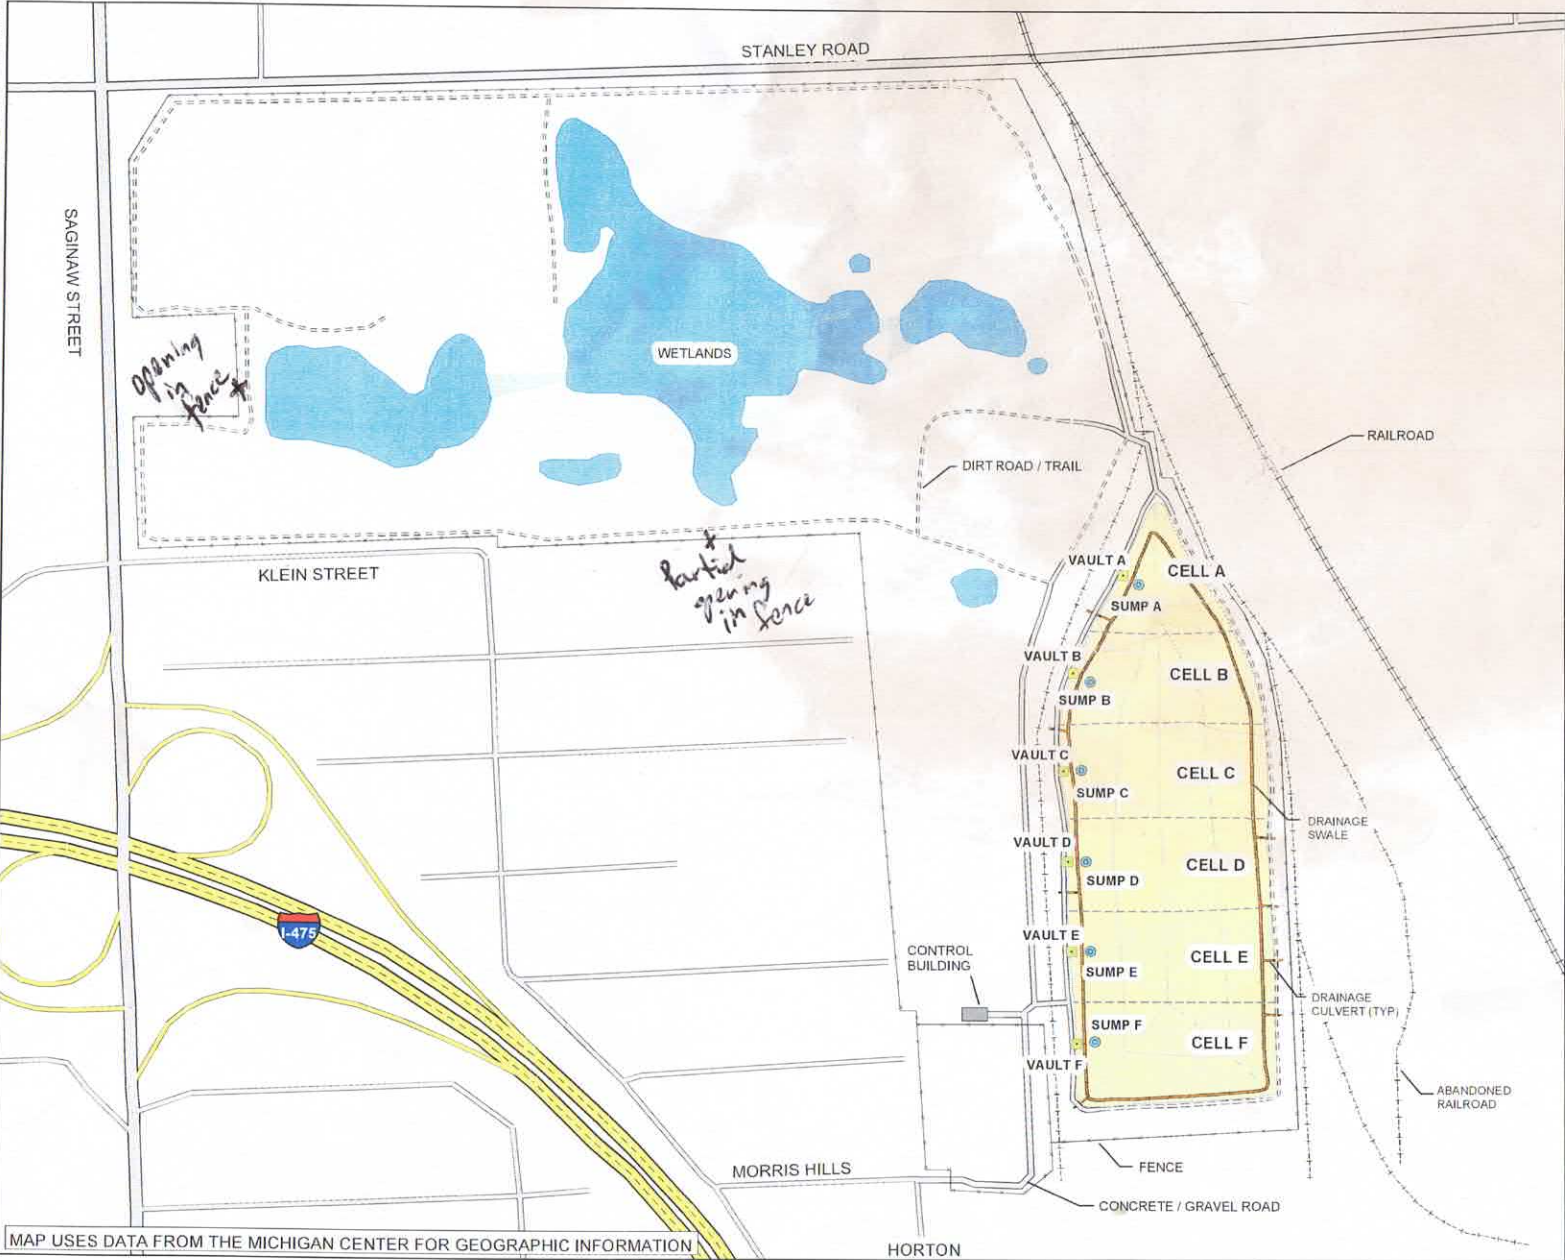 STANLEY ROAD
SAGINAW STREET
opening
in
fence
WETLANDS
RAILROAD
DIRT ROAD / TRAIL
KLEIN STREET
Partial
opening
in fence
VAULT A
CELL A
SUMP A
VAULT B
CELL B
SUMP B
VAULT C
CELL C
SUMP C
DRAINAGE
SWALE
VAULT D
CELL D
SUMP D
I-475
VAULT E
CELL E
SUMP E
CONTROL
BUILDING
DRAINAGE
CULVERT (TYP)
SUMP F
CELL F
VAULT F
ABANDONED
RAILROAD
MORRIS HILLS
FENCE
CONCRETE / GRAVEL ROAD
MAP USES DATA FROM THE MICHIGAN CENTER FOR GEOGRAPHIC INFORMATION
HORTON